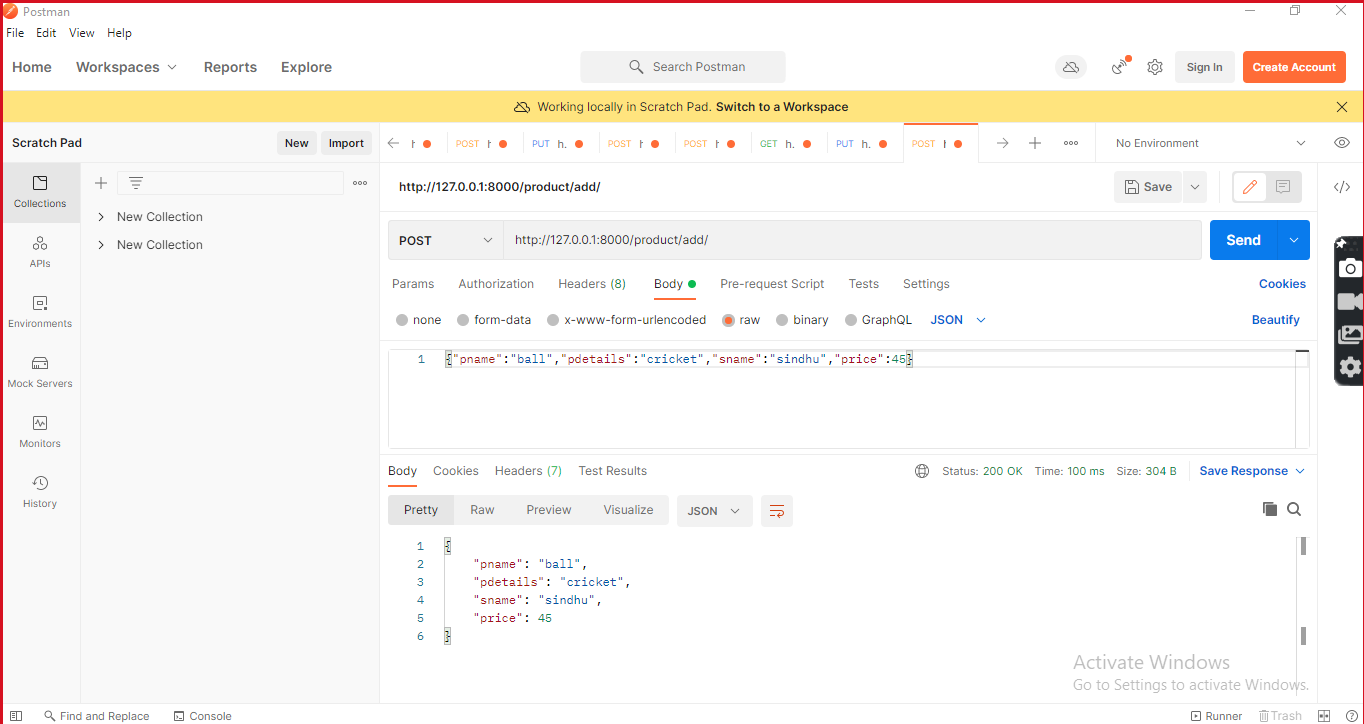 Postman
File Edit View Help
Home Workspaces Reports Explore
Search Postman
Sign In
Create Account
Working locally in Scratch Pad. Switch to a Workspace
Scratch Pad
New
Import
POST
PUT h.
POST
POST
GET h.
PUT h.
POST
No Environment
Collections
APIs
Environments
Mock Servers
Monitors
History
New Collection
New Collection
http://127.0.0.1:8000/product/add/
Save
POST
http://127.0.0.1:8000/product/add/
Send
Params Authorization Headers (8) Body Pre-request Script Tests Settings
Cookies
none form-data x-www-form-urlencoded raw binary GraphQL JSON
Beautify
1 {"pname":"ball","pdetails":"cricket","sname":"sindhu","price":45}
Body Cookies Headers (7) Test Results
Status: 200 OK Time: 100 ms Size: 304 B
Save Response
Pretty Raw Preview Visualize JSON
1 {
2 "pname": "ball",
3 "pdetails": "cricket",
4 "sname": "sindhu",
5 "price": 45
6 }
Activate Windows
Go to Settings to activate Windows.
Find and Replace
Console
Runner
Trash